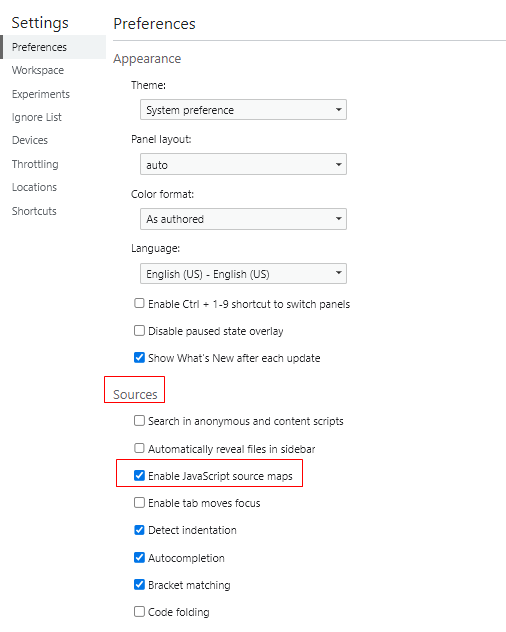 Settings
Preferences
Workspace
Experiments
Ignore List
Devices
Throttling
Locations
Shortcuts
Preferences
Appearance
Theme:
System preference
Panel layout:
auto
Color format:
As authored
Language:
English (US) - English (US)
Enable Ctrl + 1-9 shortcut to switch panels
Disable paused state overlay
Show What's New after each update
Sources
Search in anonymous and content scripts
Automatically reveal files in sidebar
Enable JavaScript source maps
Enable tab moves focus
Detect indentation
Autocompletion
Bracket matching
Code folding